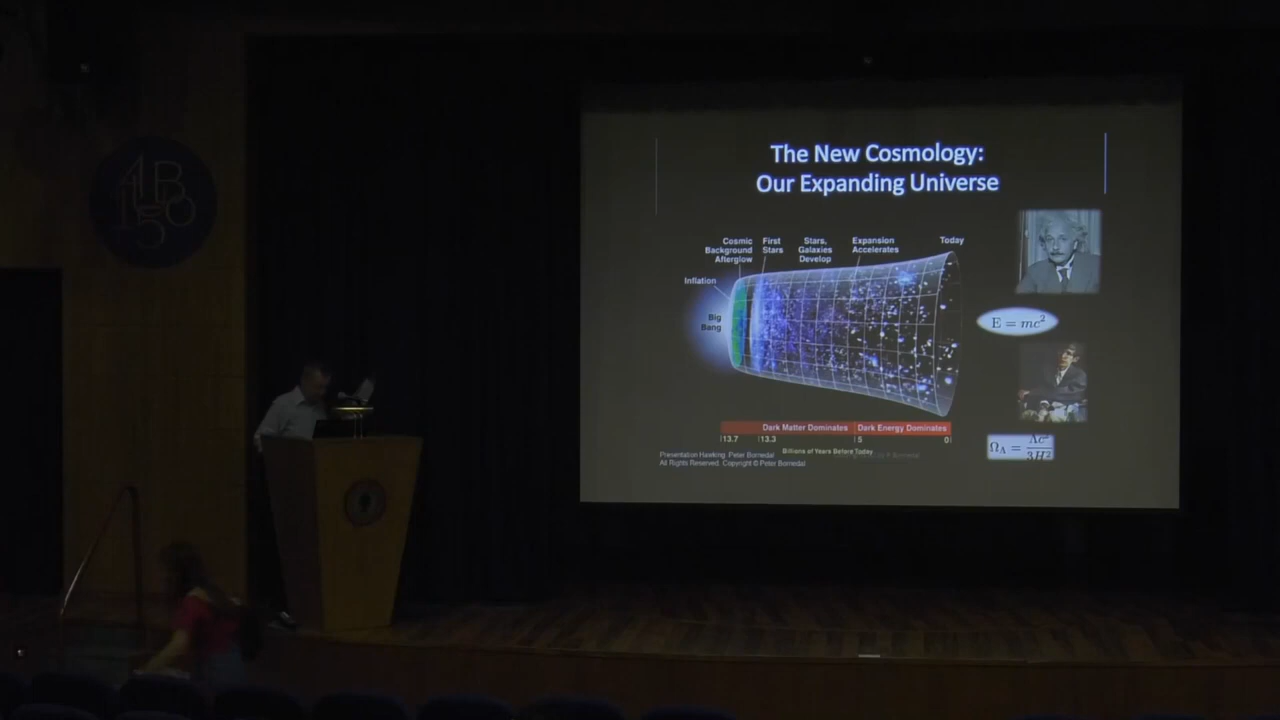 The New Cosmology:
Our Expanding Universe
Cosmic
Background
Afterglow
First
Stars
Stars,
Galaxies
Develop
Expansion
Accelerates
Today
Inflation
Big
Bang
E = mc²
Dark Matter Dominates
Dark Energy Dominates
13.7
13.3
5
0
Billions of Years Before Today
Presentation Hawking. Peter Bornedal
All Rights Reserved. Copyright © Peter Bornedal
Ω_Λ = Λc²/3H²
AUB
150